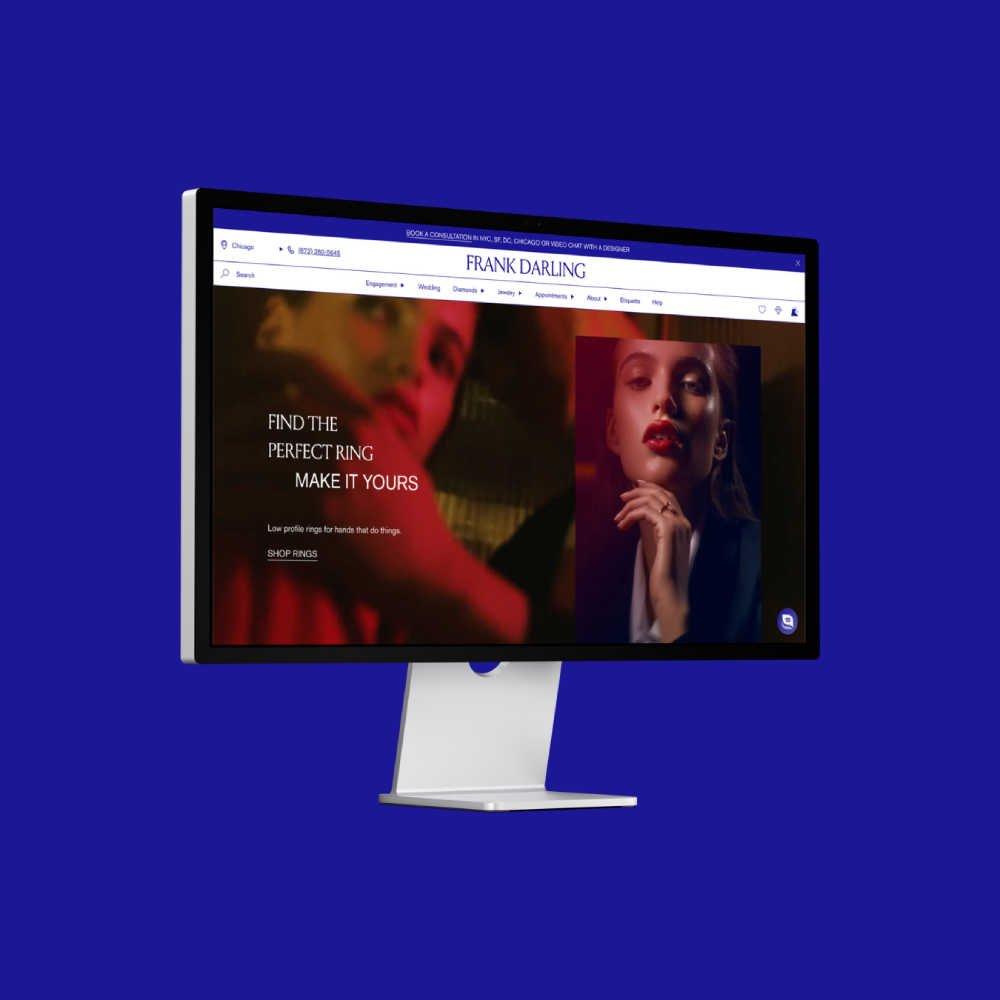 BOOK A CONSULTATION IN NYC, SF, DC, CHICAGO OR VIDEO CHAT WITH A DESIGNER
Chicago (872) 260-5645
FRANK DARLING
Search
Engagement Wedding Diamonds Jewelry Appointments About Etiquette Help
FIND THE
PERFECT RING
MAKE IT YOURS
Low profile rings for hands that do things.
SHOP RINGS